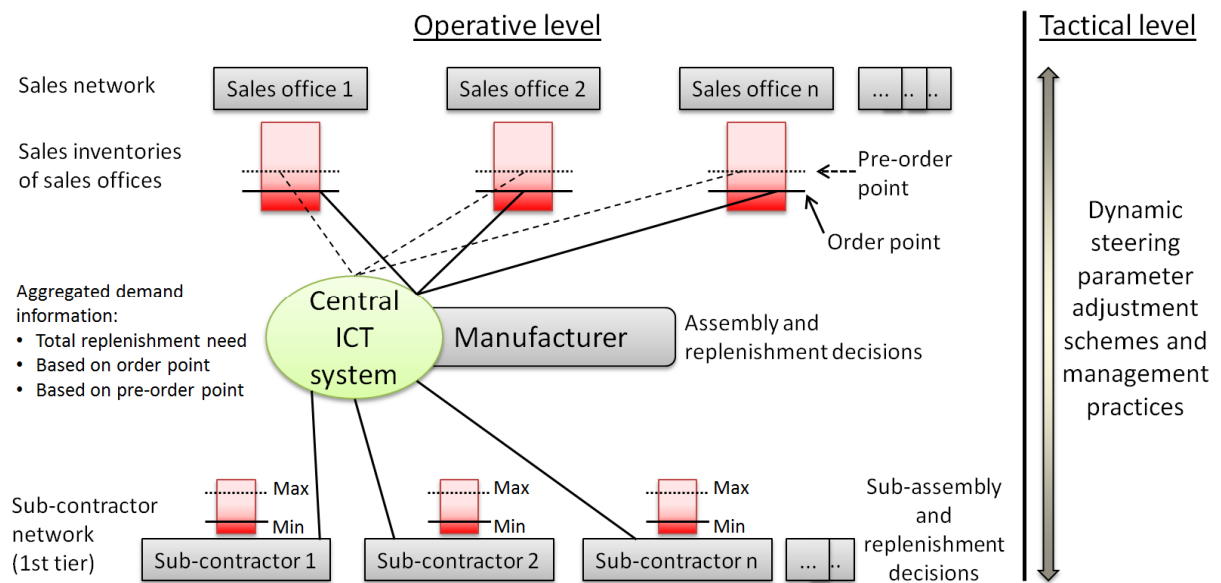 Operative level
Tactical level
Sales network
Sales office 1
Sales office 2
Sales office n
...
..
..
Sales inventories
of sales offices
Pre-order
point
Order point
Dynamic
steering
parameter
adjustment
schemes and
management
practices
Aggregated demand
information:
• Total replenishment need
• Based on order point
• Based on pre-order point
Central
ICT
system
Manufacturer
Assembly and
replenishment decisions
Sub-contractor
network
(1st tier)
Max
Min
Max
Min
Max
Min
Sub-contractor 1
Sub-contractor 2
Sub-contractor n
...
..
Sub-assembly
and
replenishment
decisions